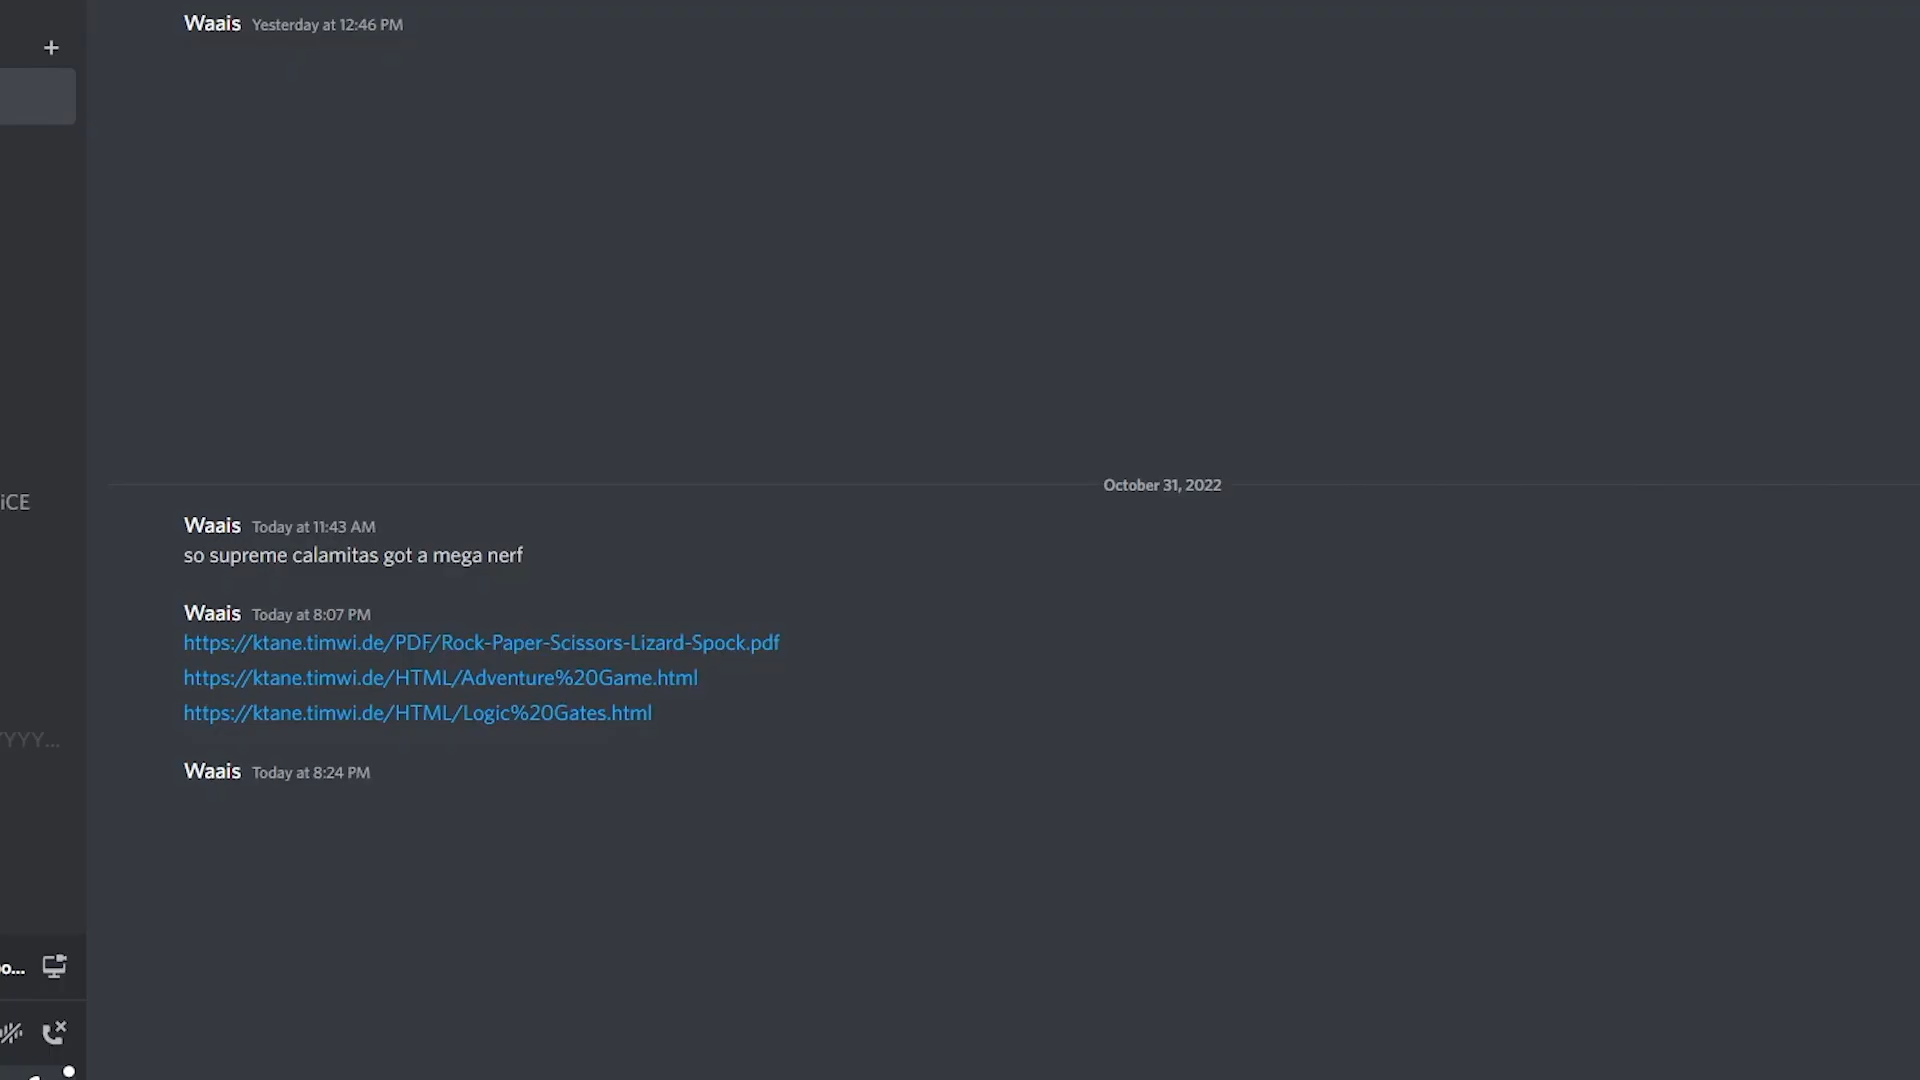 Waais Yesterday at 12:46 PM
iCE
October 31, 2022
Waais Today at 11:43 AM
so supreme calamitas got a mega nerf
Waais Today at 8:07 PM
https://ktane.timwi.de/PDF/Rock-Paper-Scissors-Lizard-Spock.pdf
https://ktane.timwi.de/HTML/Adventure%20Game.html
https://ktane.timwi.de/HTML/Logic%20Gates.html
YYY...
Waais Today at 8:24 PM
o...